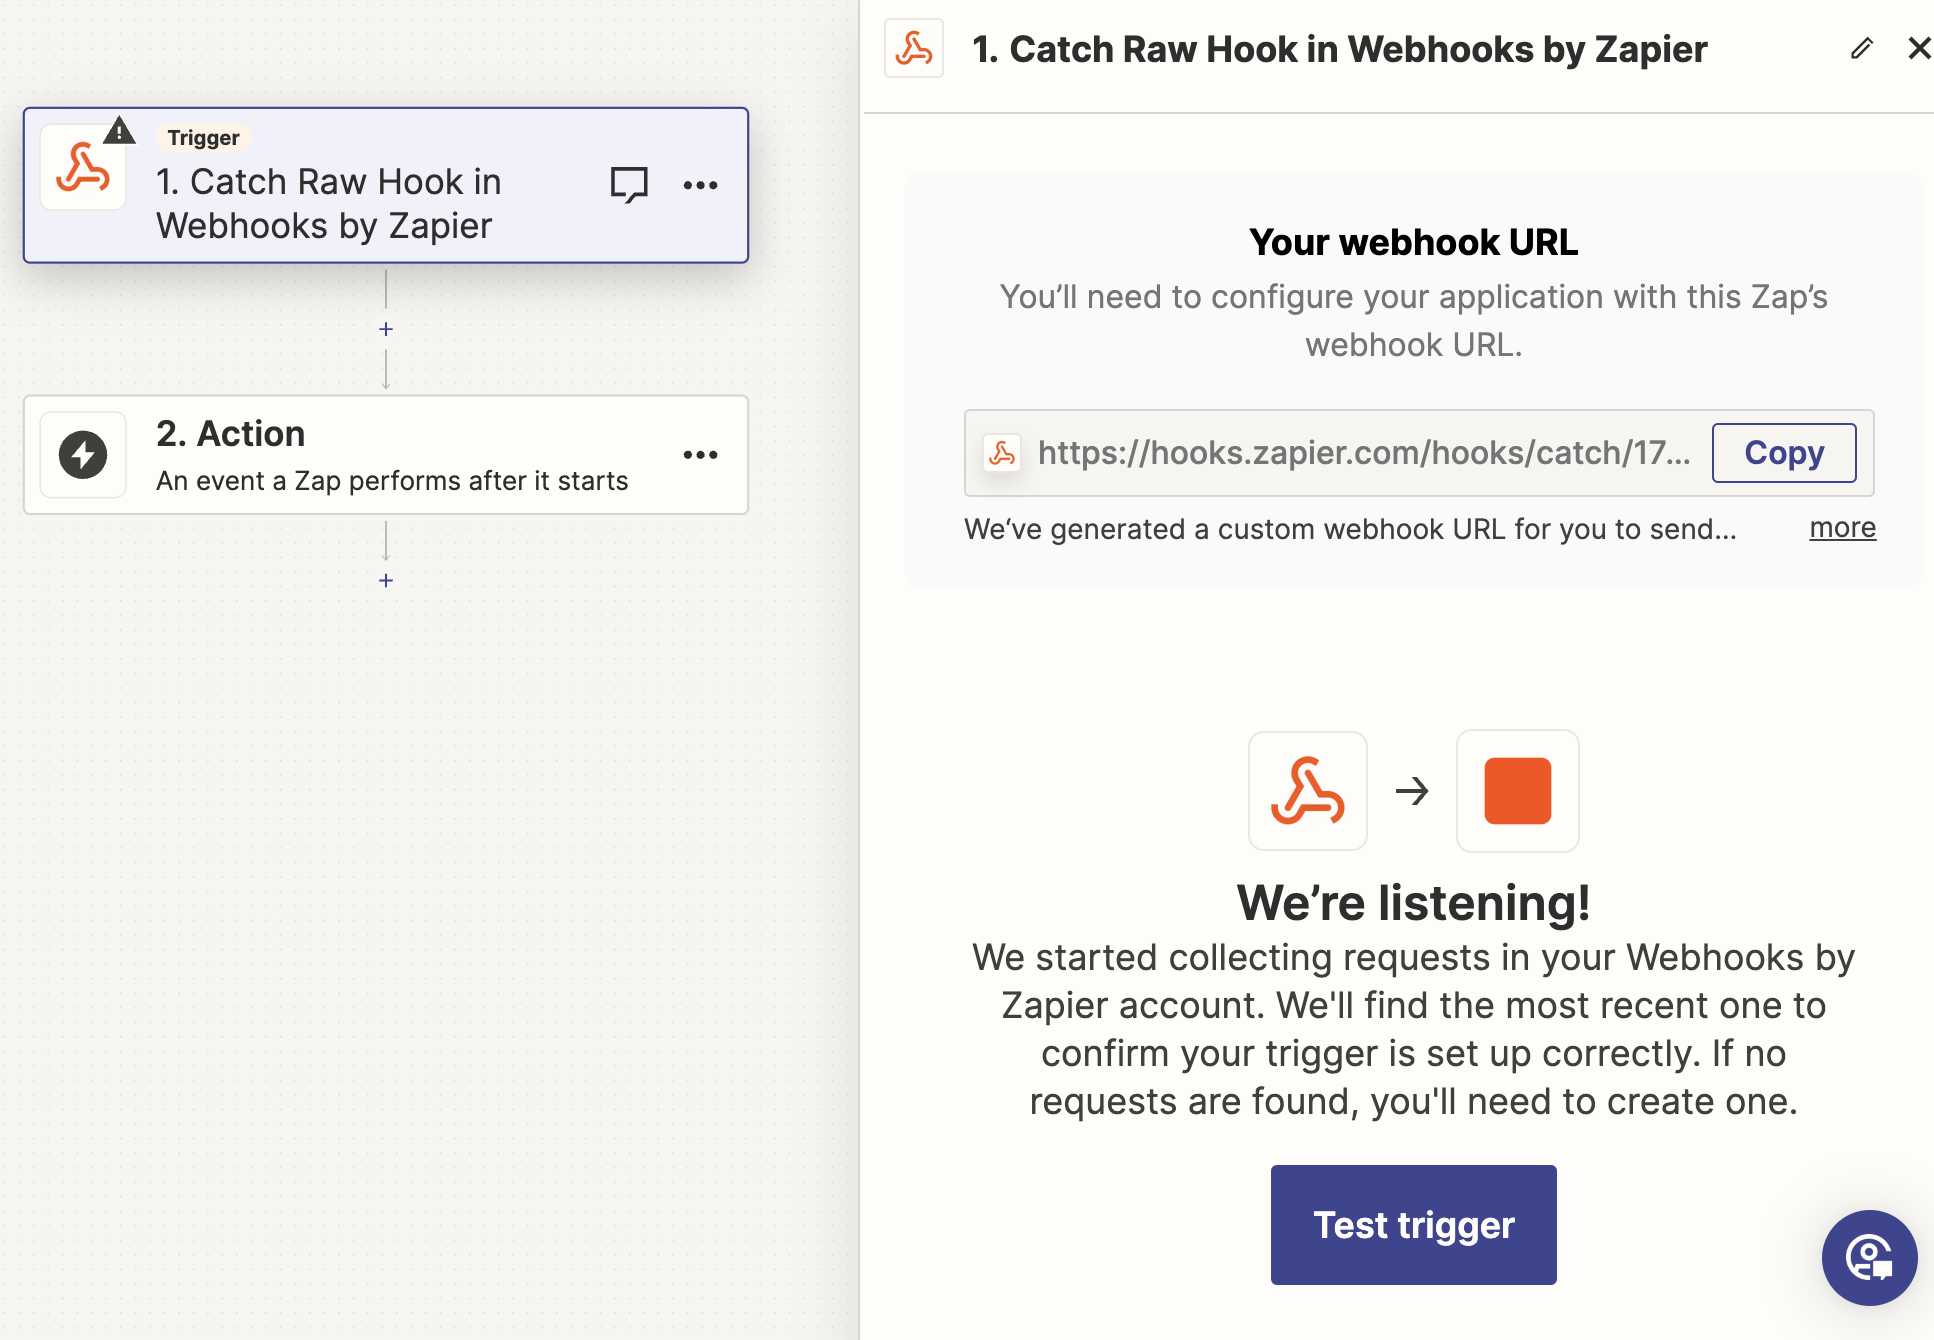 Trigger
1. Catch Raw Hook in
Webhooks by Zapier
2. Action
An event a Zap performs after it starts
1. Catch Raw Hook in Webhooks by Zapier
Your webhook URL
You’ll need to configure your application with this Zap’s
webhook URL.
https://hooks.zapier.com/hooks/catch/17...
Copy
We‘ve generated a custom webhook URL for you to send...
more
We’re listening!
We started collecting requests in your Webhooks by
Zapier account. We'll find the most recent one to
confirm your trigger is set up correctly. If no
requests are found, you'll need to create one.
Test trigger